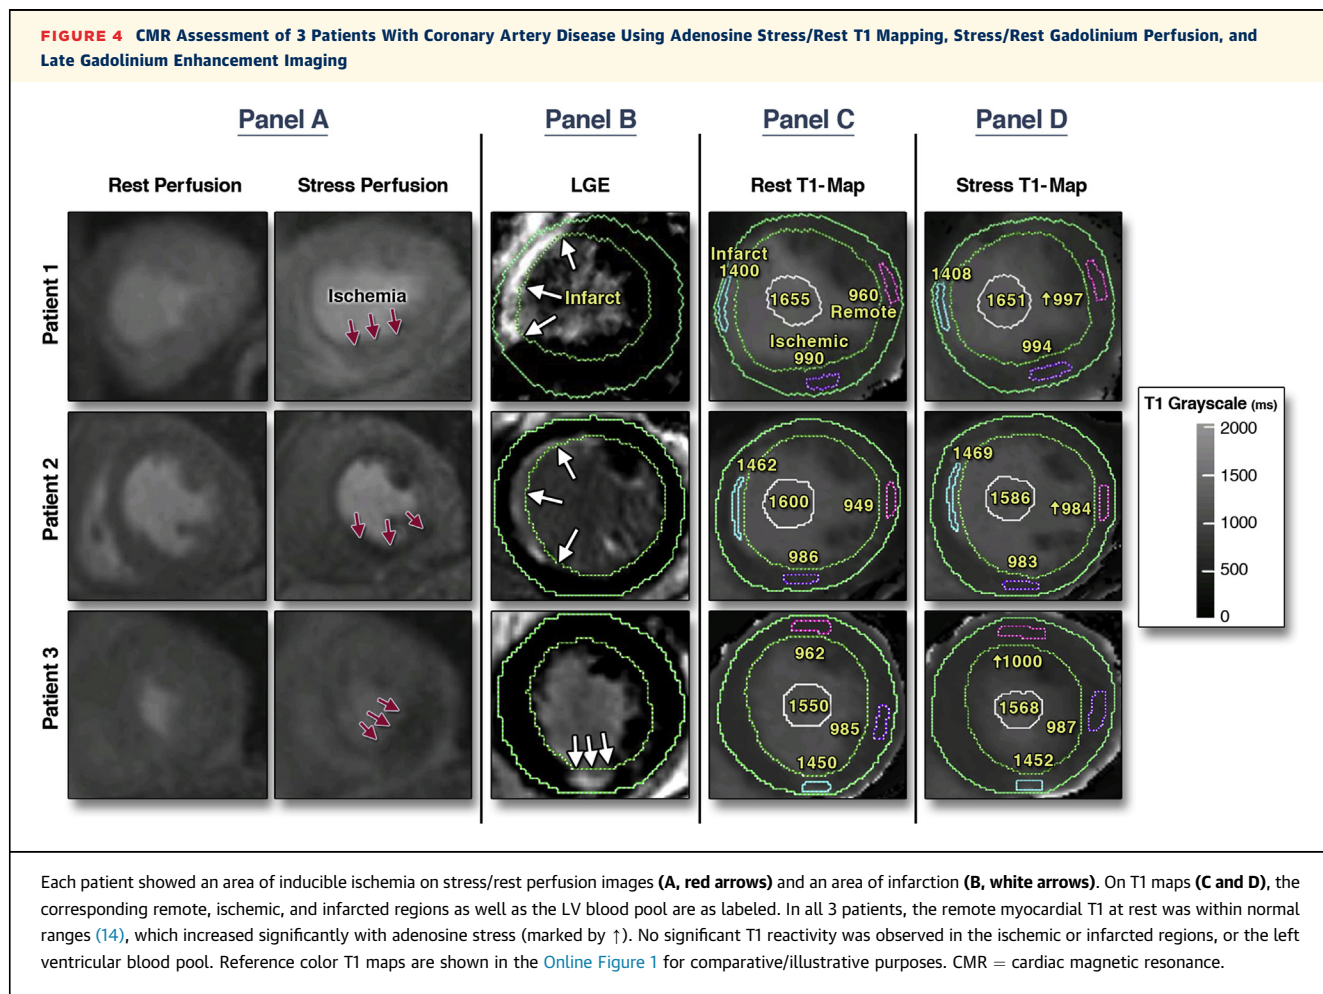 FIGURE 4 CMR Assessment of 3 Patients With Coronary Artery Disease Using Adenosine Stress/Rest T1 Mapping, Stress/Rest Gadolinium Perfusion, and
Late Gadolinium Enhancement Imaging
Panel A
Panel B
Panel C
Panel D
Rest Perfusion
Stress Perfusion
LGE
Rest T1-Map
Stress T1-Map
Patient 1
Ischemia
Infarct
Infarct
1400
1655
960
Remote
Ischemic
990
1408
1651
↑997
994
Patient 2
1462
1600
949
986
1469
1586
↑984
983
Patient 3
962
1550
985
1450
↑1000
1568
987
1452
T1 Grayscale (ms)
2000
1500
1000
500
0
Each patient showed an area of inducible ischemia on stress/rest perfusion images (A, red arrows) and an area of infarction (B, white arrows). On T1 maps (C and D), the
corresponding remote, ischemic, and infarcted regions as well as the LV blood pool are as labeled. In all 3 patients, the remote myocardial T1 at rest was within normal
ranges (14), which increased significantly with adenosine stress (marked by ↑). No significant T1 reactivity was observed in the ischemic or infarcted regions, or the left
ventricular blood pool. Reference color T1 maps are shown in the Online Figure 1 for comparative/illustrative purposes. CMR = cardiac magnetic resonance.